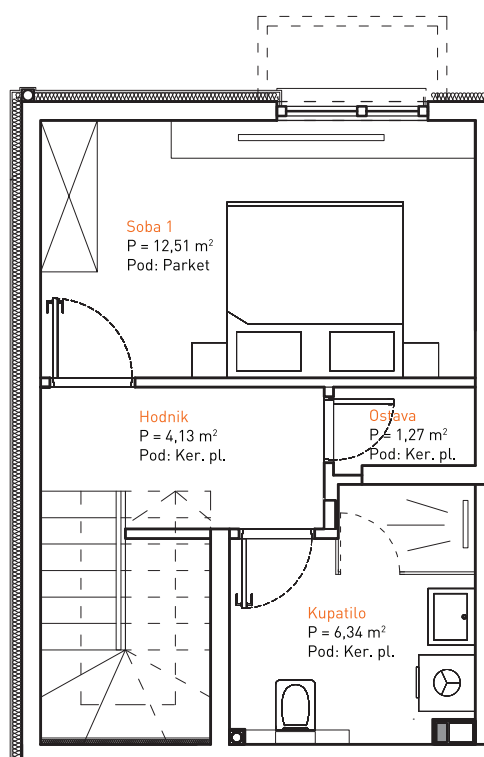 Soba 1
P = 12,51 m²
Pod: Parket
Hodnik
P = 4,13 m²
Pod: Ker. pl.
Ostava
P = 1,27 m²
Pod: Ker. pl.
Kupatilo
P = 6,34 m²
Pod: Ker. pl.